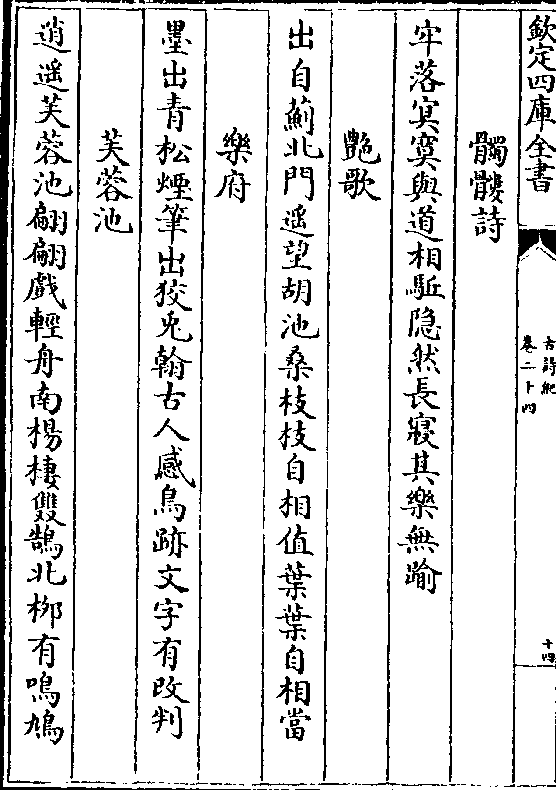 欽定四庫全書
古詩紀
卷二十四
十四
髑髏詩
牢落㝠寞與道相駈隐然長寢其樂無踰
艶歌
出自薊北門遥望胡池桑枝枝自相值葉葉自相當
樂府
墨出青松煙筆出狡兎翰古人感鳥跡文字有改判
芙蓉池
逍遥芙蓉池翩翩戲輕舟南楊棲雙鵠北栁有鳴鳩